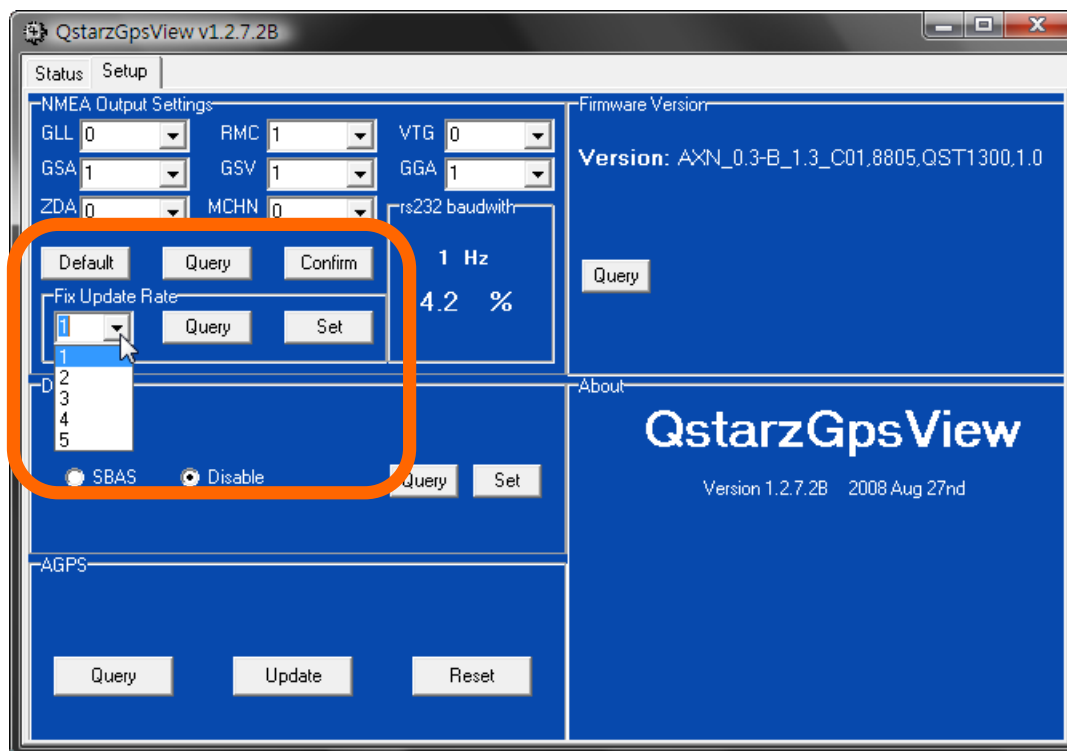 QstarzGpsView v1.2.7.2B
Status Setup
NMEA Output Settings
GLL 0 RMC 1 VTG 0
GSA 1 GSV 1 GGA 1
ZDA 0 MCHN 0
rs232 baudwith
Default Query Confirm
1 Hz
4.2 %
Fix Update Rate
1 Query Set
1
2
3
4
5
D
SBAS Disable Query Set
AGPS
Query Update Reset
Firmware Version
Version: AXN_0.3-B_1.3_C01,8805,QST1300,1.0
Query
About
QstarzGpsView
Version 1.2.7.2B 2008 Aug 27nd